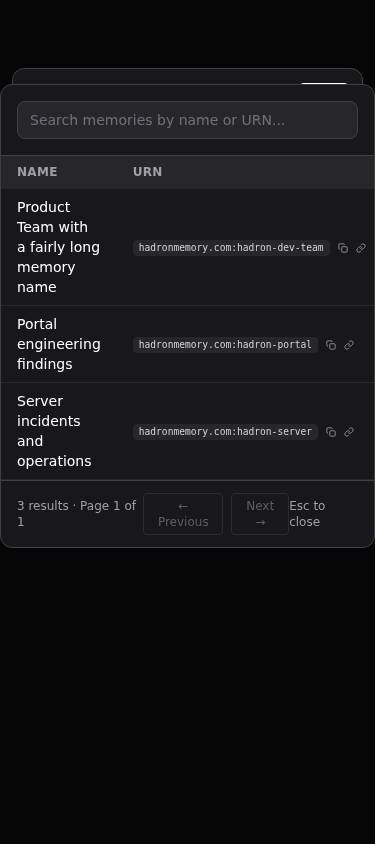 Search memories by name or URN...
NAME URN
Product
Team with
a fairly long
memory
name
hadronmemory.com:hadron-dev-team
Portal
engineering
findings
hadronmemory.com:hadron-portal
Server
incidents
and
operations
hadronmemory.com:hadron-server
3 results · Page 1 of
1
←
Previous
Next
→
Esc to
close